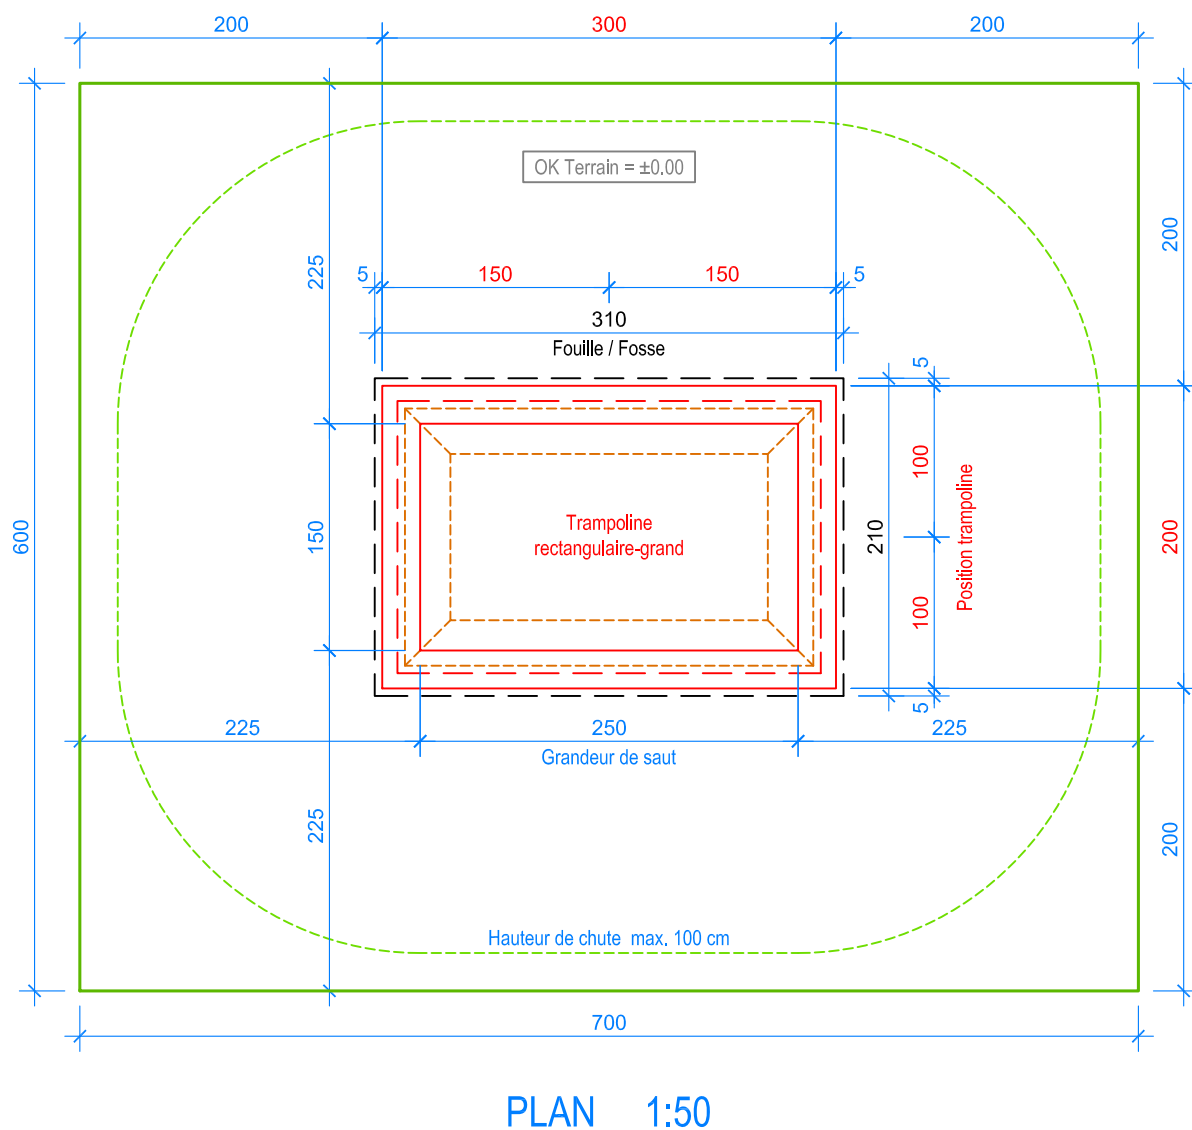 200 300 200
OK Terrain = ±0.00
225
200
5 150 150 5
310
Fouille / Fosse
5
100
600
150
Trampoline
rectangulaire-grand
210
Position trampoline
200
100
5
225 250 225
Grandeur de saut
225
200
Hauteur de chute max. 100 cm
700
PLAN 1:50